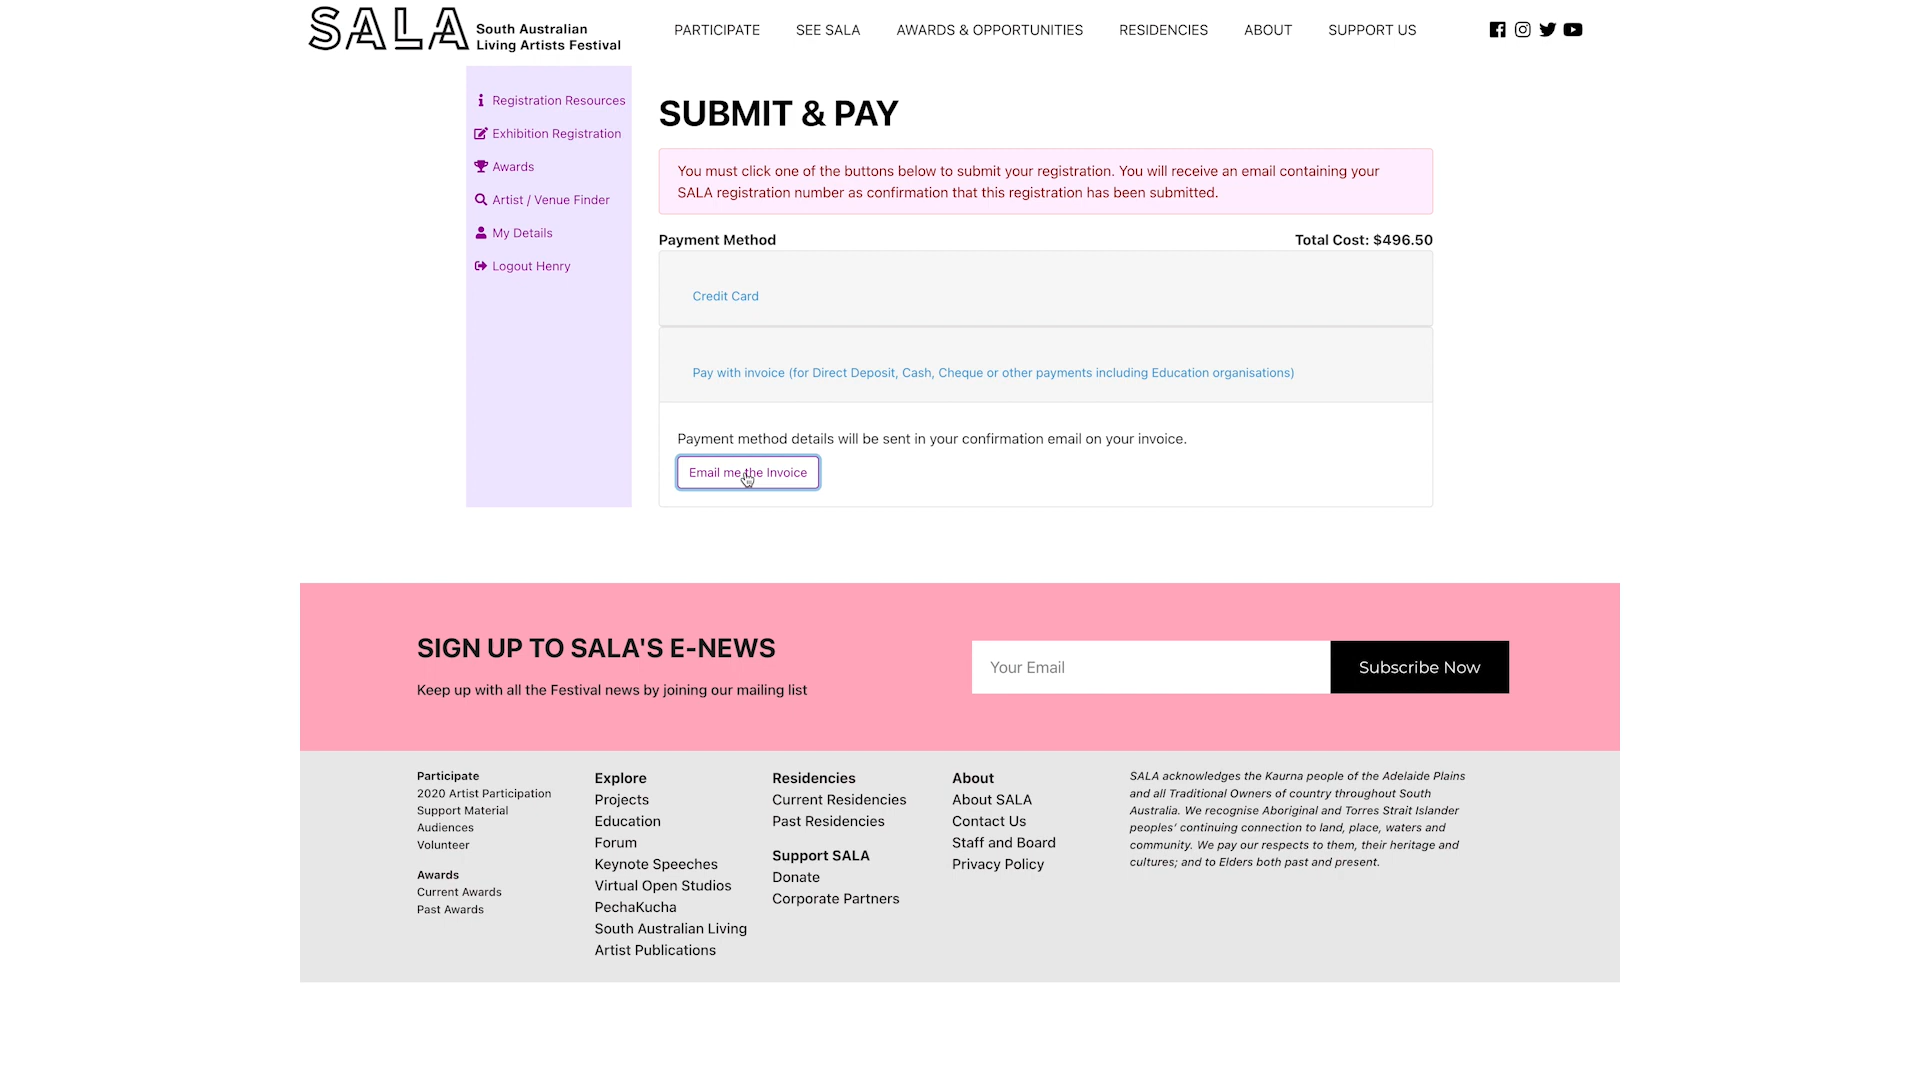 SALA
South Australian
Living Artists Festival
PARTICIPATE
SEE SALA
AWARDS & OPPORTUNITIES
RESIDENCIES
ABOUT
SUPPORT US
Registration Resources
Exhibition Registration
Awards
Artist / Venue Finder
My Details
Logout Henry
SUBMIT & PAY
You must click one of the buttons below to submit your registration. You will receive an email containing your
SALA registration number as confirmation that this registration has been submitted.
Payment Method
Total Cost: $496.50
Credit Card
Pay with invoice (for Direct Deposit, Cash, Cheque or other payments including Education organisations)
Payment method details will be sent in your confirmation email on your invoice.
Email me the Invoice
SIGN UP TO SALA'S E-NEWS
Keep up with all the Festival news by joining our mailing list
Your Email
Subscribe Now
Participate
2020 Artist Participation
Support Material
Audiences
Volunteer
Awards
Current Awards
Past Awards
Explore
Projects
Education
Forum
Keynote Speeches
Virtual Open Studios
PechaKucha
South Australian Living
Artist Publications
Residencies
Current Residencies
Past Residencies
Support SALA
Donate
Corporate Partners
About
About SALA
Contact Us
Staff and Board
Privacy Policy
SALA acknowledges the Kaurna people of the Adelaide Plains
and all Traditional Owners of country throughout South
Australia. We recognise Aboriginal and Torres Strait Islander
peoples' continuing connection to land, place, waters and
community. We pay our respects to them, their heritage and
cultures; and to Elders both past and present.